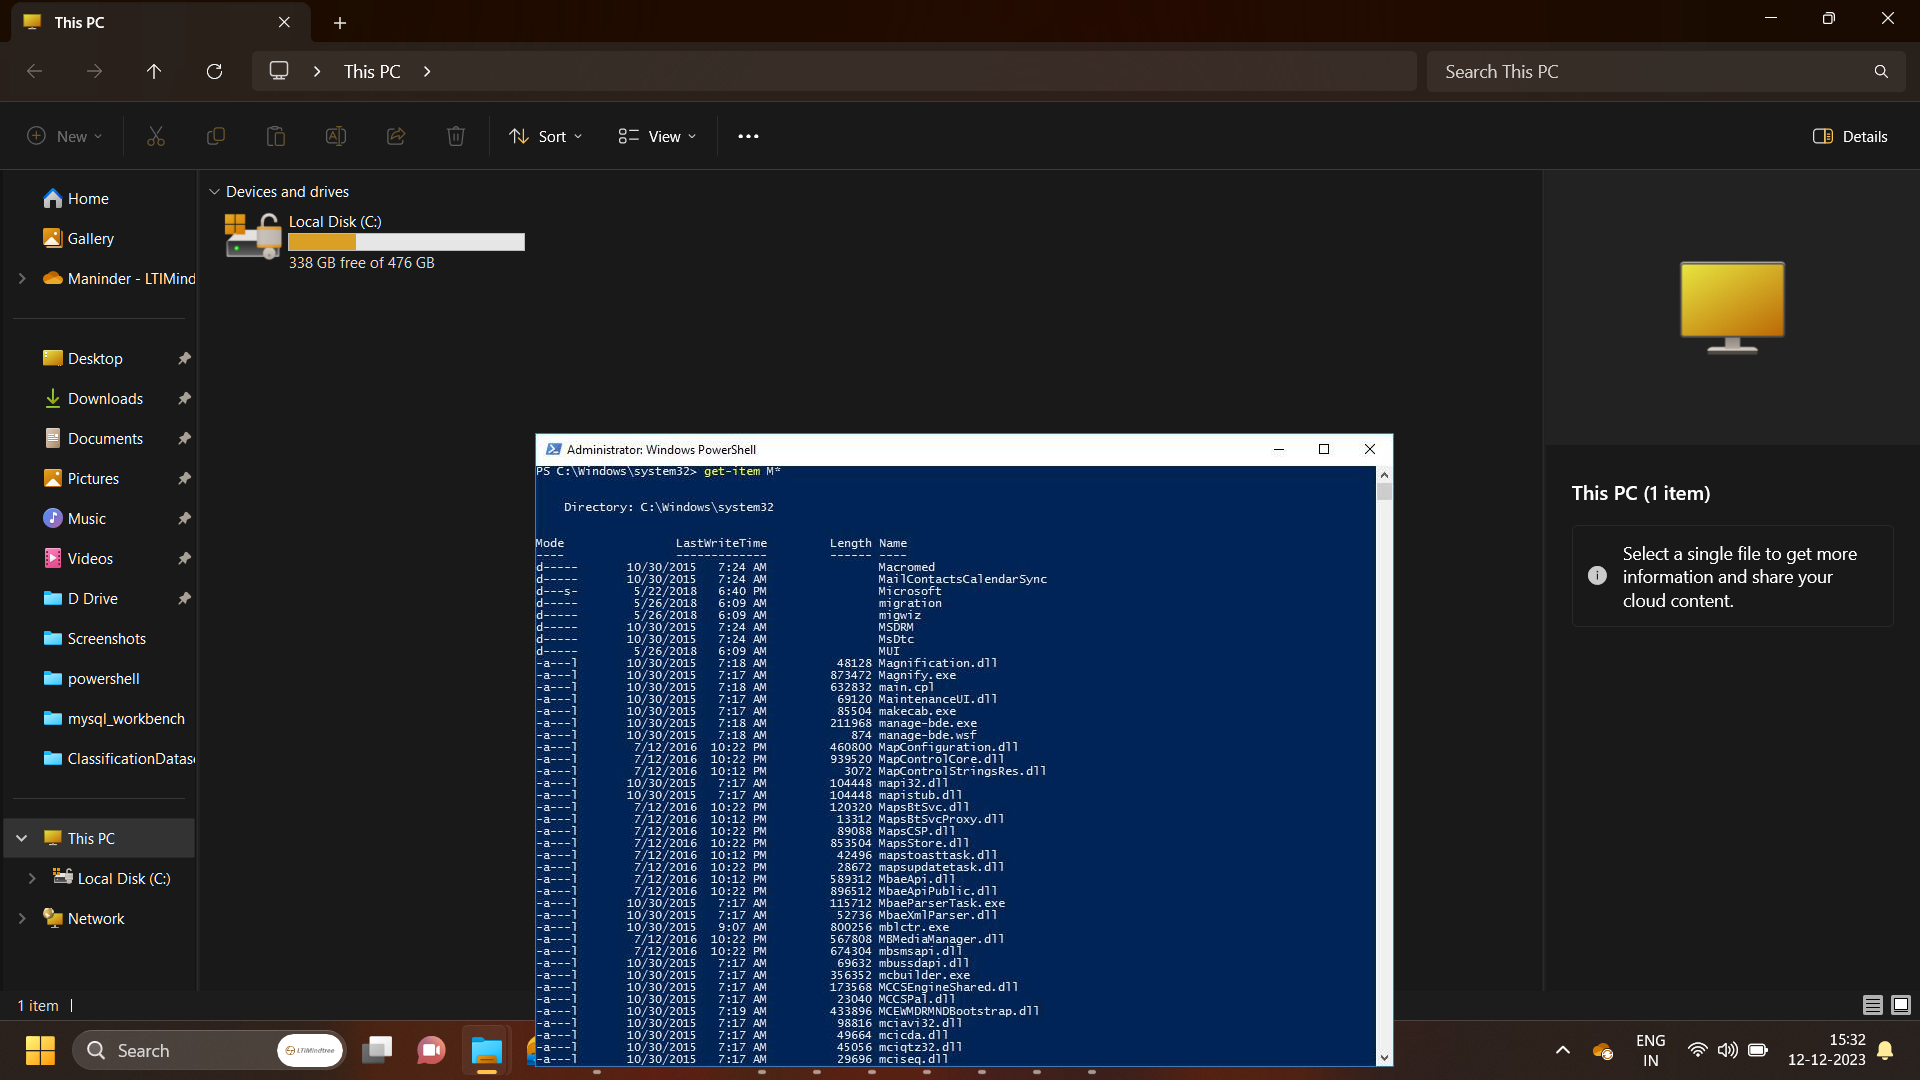 This PC
This PC
Search This PC
New
Sort
View
Details
Home
Gallery
Maninder - LTIMind
Desktop
Downloads
Documents
Pictures
Music
Videos
D Drive
Screenshots
powershell
mysql_workbench
ClassificationDatas
This PC
Local Disk (C:)
Network
Devices and drives
Local Disk (C:)
338 GB free of 476 GB
This PC (1 item)
Select a single file to get more
information and share your
cloud content.
Administrator: Windows PowerShell
PS C:\Windows\system32> get-item M*
Directory: C:\Windows\system32
Mode LastWriteTime Length Name
---- ------------- ------ ----
d----- 10/30/2015 7:24 AM Macromed
d----- 10/30/2015 7:24 AM MailContactsCalendarSync
d---s- 5/22/2018 6:40 PM Microsoft
d----- 5/26/2018 6:09 AM migration
d----- 5/26/2018 6:09 AM migwiz
d----- 10/30/2015 7:24 AM MSDRM
d----- 10/30/2015 7:24 AM MsDtc
d----- 5/26/2018 6:09 AM MUI
-a---l 10/30/2015 7:18 AM 48128 Magnification.dll
-a---l 10/30/2015 7:17 AM 873472 Magnify.exe
-a---l 10/30/2015 7:18 AM 632832 main.cpl
-a---l 10/30/2015 7:17 AM 69120 MaintenanceUI.dll
-a---l 10/30/2015 7:17 AM 85504 makecab.exe
-a---l 10/30/2015 7:18 AM 211968 manage-bde.exe
-a---l 10/30/2015 7:18 AM 874 manage-bde.wsf
-a---l 7/12/2016 10:22 PM 460800 MapConfiguration.dll
-a---l 7/12/2016 10:22 PM 939520 MapControlCore.dll
-a---l 7/12/2016 10:12 PM 3072 MapControlStringsRes.dll
-a---l 10/30/2015 7:17 AM 104448 mapi32.dll
-a---l 10/30/2015 7:17 AM 104448 mapistub.dll
-a---l 7/12/2016 10:22 PM 120320 MapsBtSvc.dll
-a---l 7/12/2016 10:12 PM 13312 MapsBtSvcProxy.dll
-a---l 7/12/2016 10:22 PM 89088 MapsCSP.dll
-a---l 7/12/2016 10:22 PM 853504 MapsStore.dll
-a---l 7/12/2016 10:12 PM 42496 mapstoasttask.dll
-a---l 7/12/2016 10:22 PM 28672 mapsupdatetask.dll
-a---l 7/12/2016 10:12 PM 589312 MbaeApi.dll
-a---l 7/12/2016 10:22 PM 896512 MbaeApiPublic.dll
-a---l 10/30/2015 7:17 AM 115712 MbaeParserTask.exe
-a---l 10/30/2015 7:17 AM 52736 MbaeXmlParser.dll
-a---l 10/30/2015 9:07 AM 800256 mblctr.exe
-a---l 7/12/2016 10:22 PM 567808 MBMediaManager.dll
-a---l 7/12/2016 10:22 PM 674304 mbsmsapi.dll
-a---l 10/30/2015 7:17 AM 69632 mbussdapi.dll
-a---l 10/30/2015 7:17 AM 356352 mcbuilder.exe
-a---l 10/30/2015 7:17 AM 173568 MCCSEngineShared.dll
-a---l 10/30/2015 7:17 AM 23040 MCCSPal.dll
-a---l 10/30/2015 7:19 AM 433896 MCEWMDRMNDBootstrap.dll
-a---l 10/30/2015 7:17 AM 98816 mciavi32.dll
-a---l 10/30/2015 7:17 AM 49664 mcicda.dll
-a---l 10/30/2015 7:17 AM 45056 mciqtz32.dll
-a---l 10/30/2015 7:17 AM 29696 mciseq.dll
1 item
Search
LTIMindtree
ENG
IN
15:32
12-12-2023